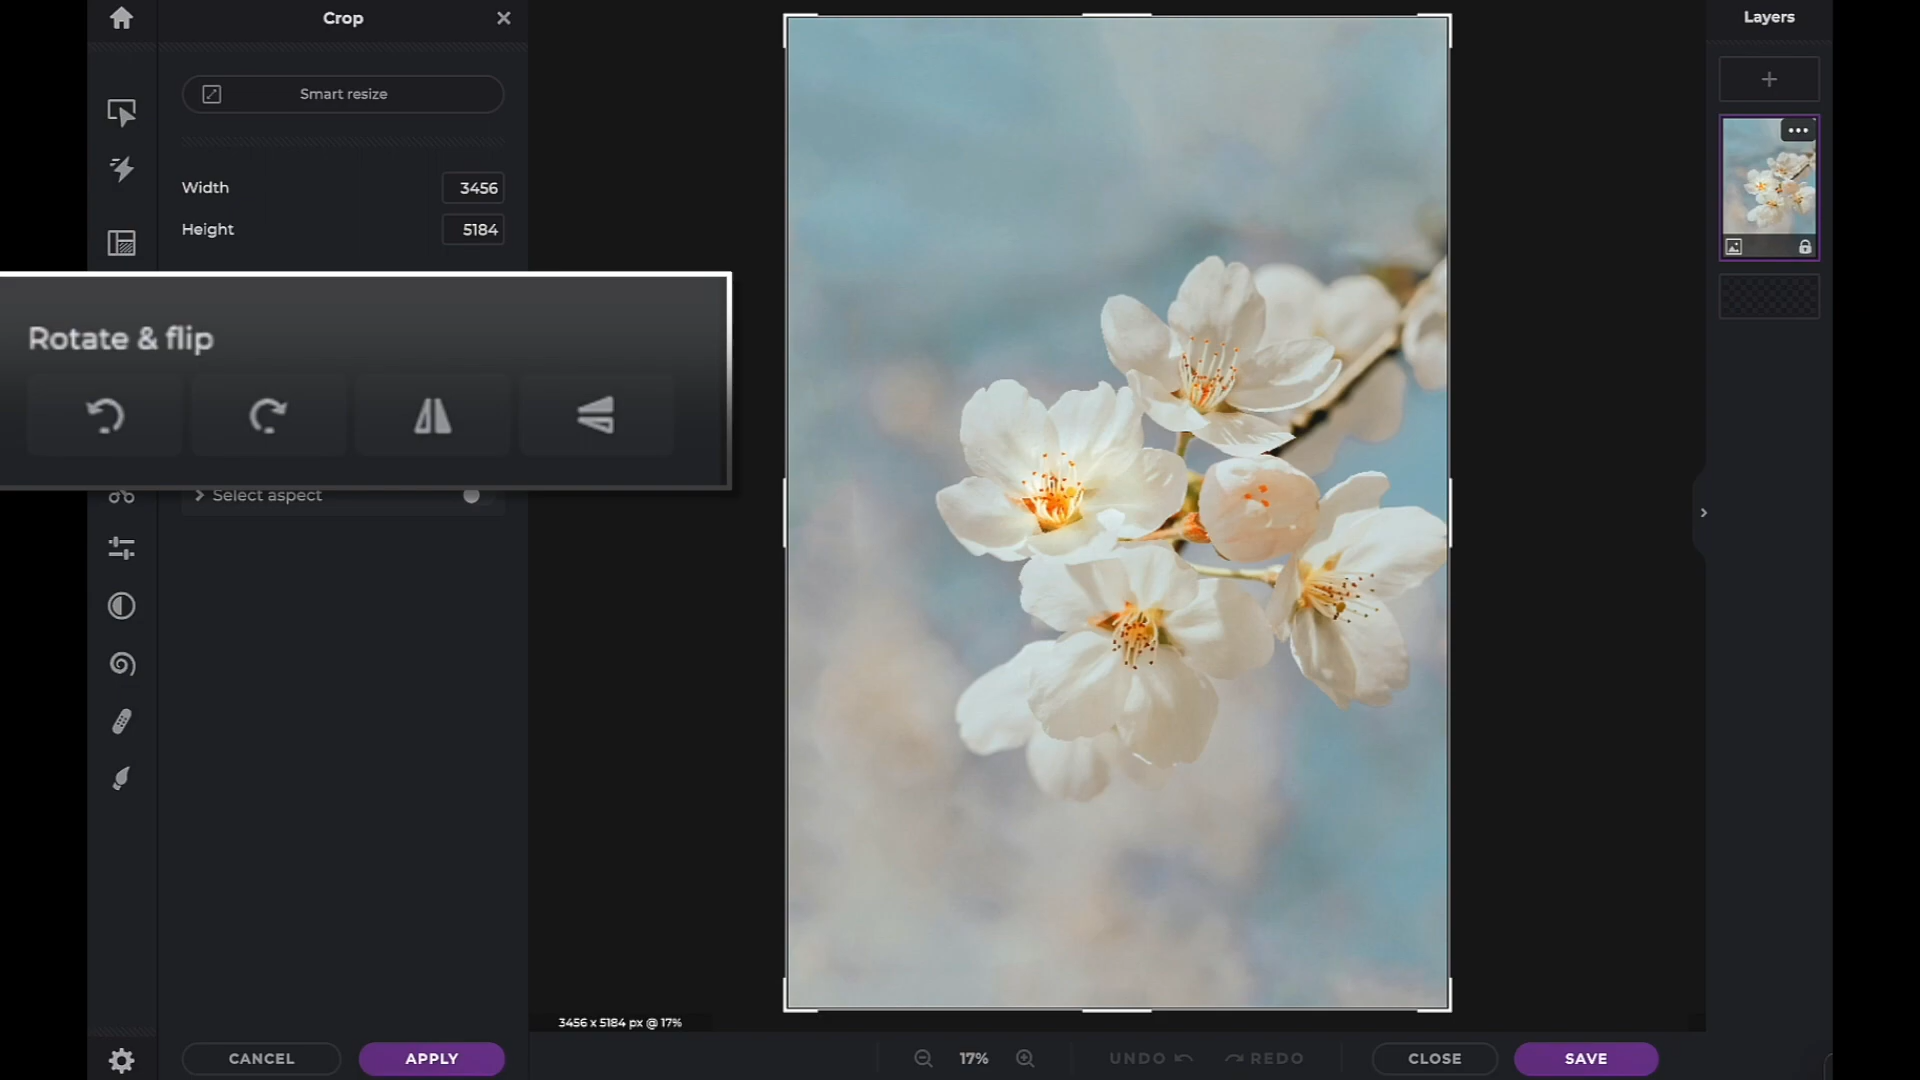 Crop
Layers
Smart resize
Width
3456
Height
5184
Rotate & flip
Select aspect
3456 x 5184 px @ 17%
CANCEL
APPLY
17%
UNDO
REDO
CLOSE
SAVE